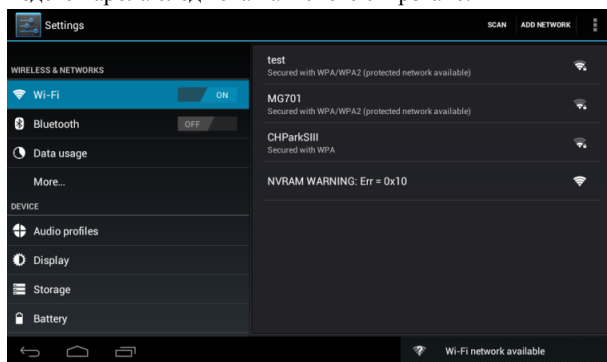 Settings
SCAN
ADD NETWORK
WIRELESS & NETWORKS
Wi-Fi
ON
Bluetooth
OFF
Data usage
More...
DEVICE
Audio profiles
Display
Storage
Battery
test
Secured with WPA/WPA2 (protected network available)
MG701
Secured with WPA/WPA2 (protected network available)
CHParkSIII
Secured with WPA
NVRAM WARNING: Err = 0x10
Wi-Fi network available